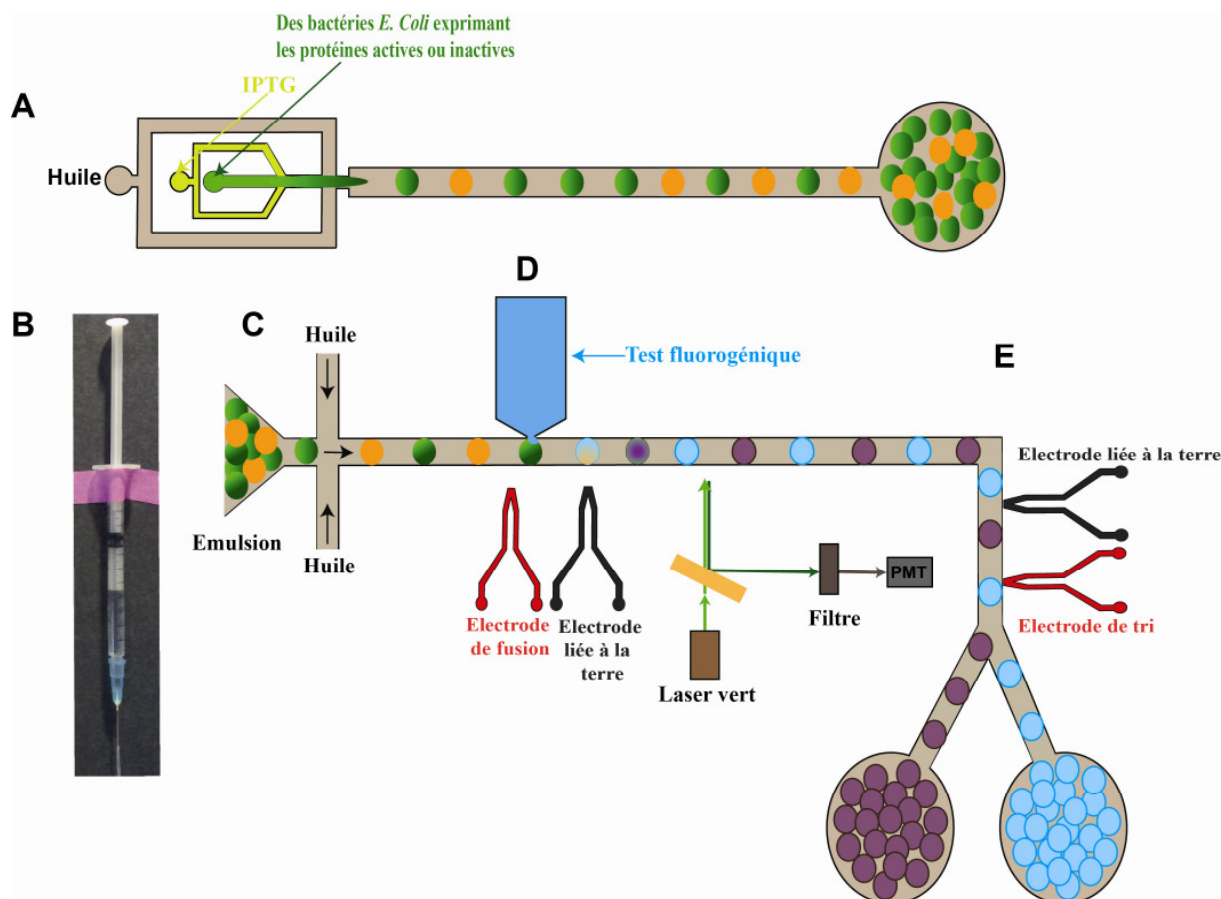 Des bactéries E. Coli exprimant
les protéines actives ou inactives
IPTG
A
Huile
D
B
C
Huile
Test fluorogénique
E
Electrode liée à la terre
Emulsion
Huile
PMT
Electrode
de fusion
Electrode
liée à la
terre
Filtre
Electrode de tri
Laser vert